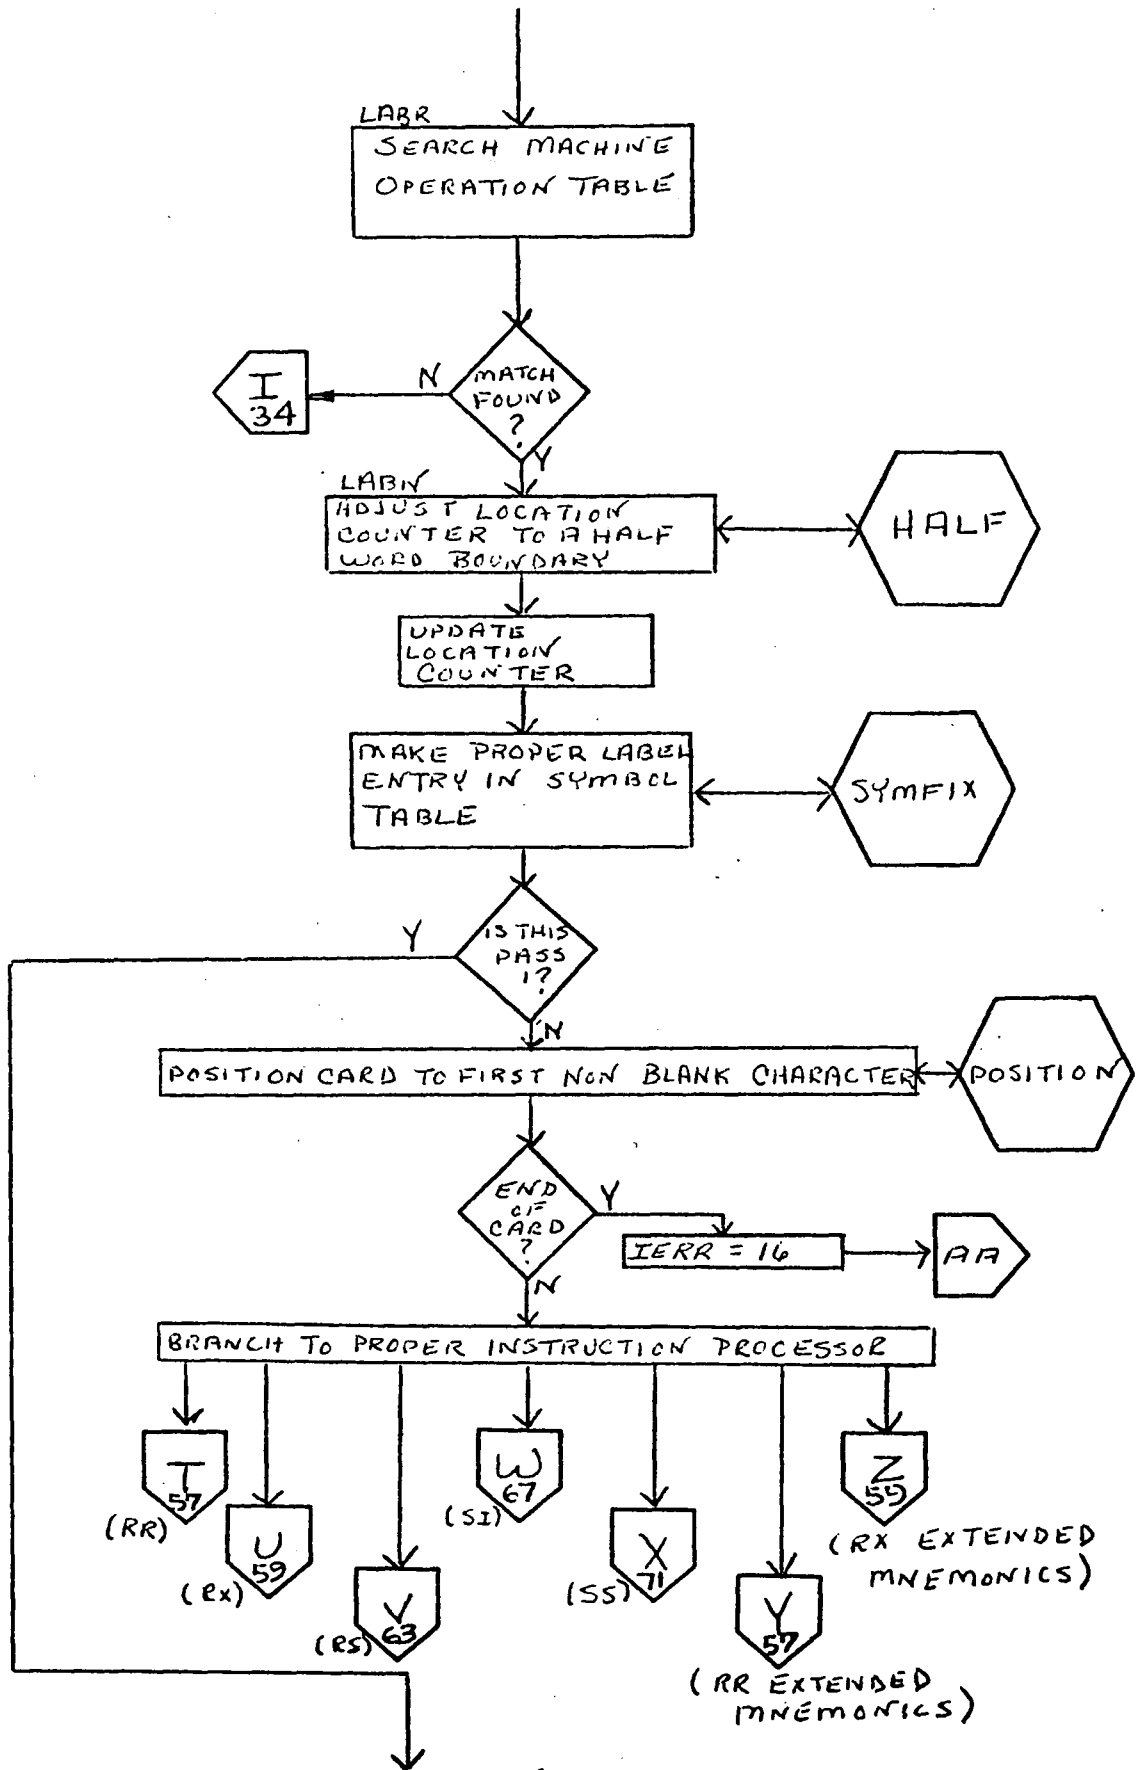 LABR
SEARCH MACHINE
OPERATION TABLE
MATCH
FOUND
?
N
I
34
Y
LABN
ADJUST LOCATION
COUNTER TO A HALF
WORD BOUNDARY
HALF
UPDATE
LOCATION
COUNTER
MAKE PROPER LABEL
ENTRY IN SYMBOL
TABLE
SYMFIX
IS THIS
PASS
1?
Y
N
POSITION CARD TO FIRST NON BLANK CHARACTER
POSITION
END
OF
CARD
?
Y
IERR = 16
AA
N
BRANCH TO PROPER INSTRUCTION PROCESSOR
T
57
(RR)
U
59
(RX)
V
63
(RS)
W
67
(SI)
X
71
(SS)
Y
57
(RR EXTENDED
MNEMONICS)
Z
59
(RX EXTENDED
MNEMONICS)